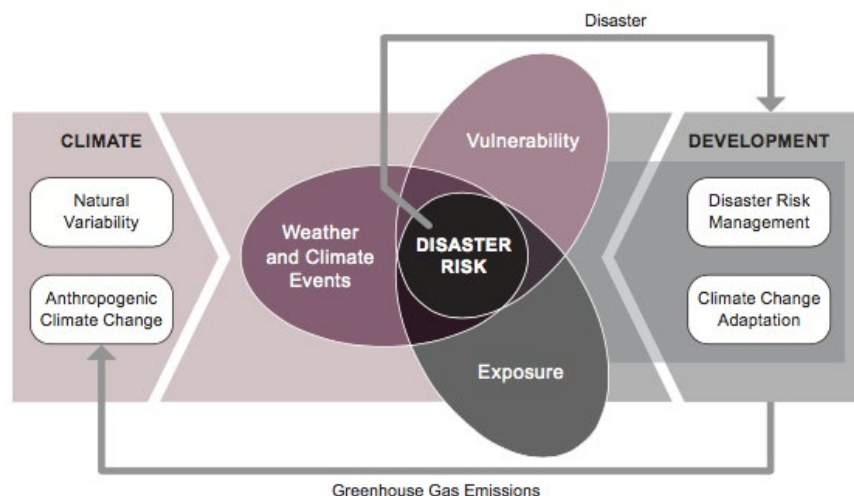 Disaster
CLIMATE
Natural
Variability
Anthropogenic
Climate Change
Vulnerability
Weather
and Climate
Events
DISASTER
RISK
Exposure
DEVELOPMENT
Disaster Risk
Management
Climate Change
Adaptation
Greenhouse Gas Emissions